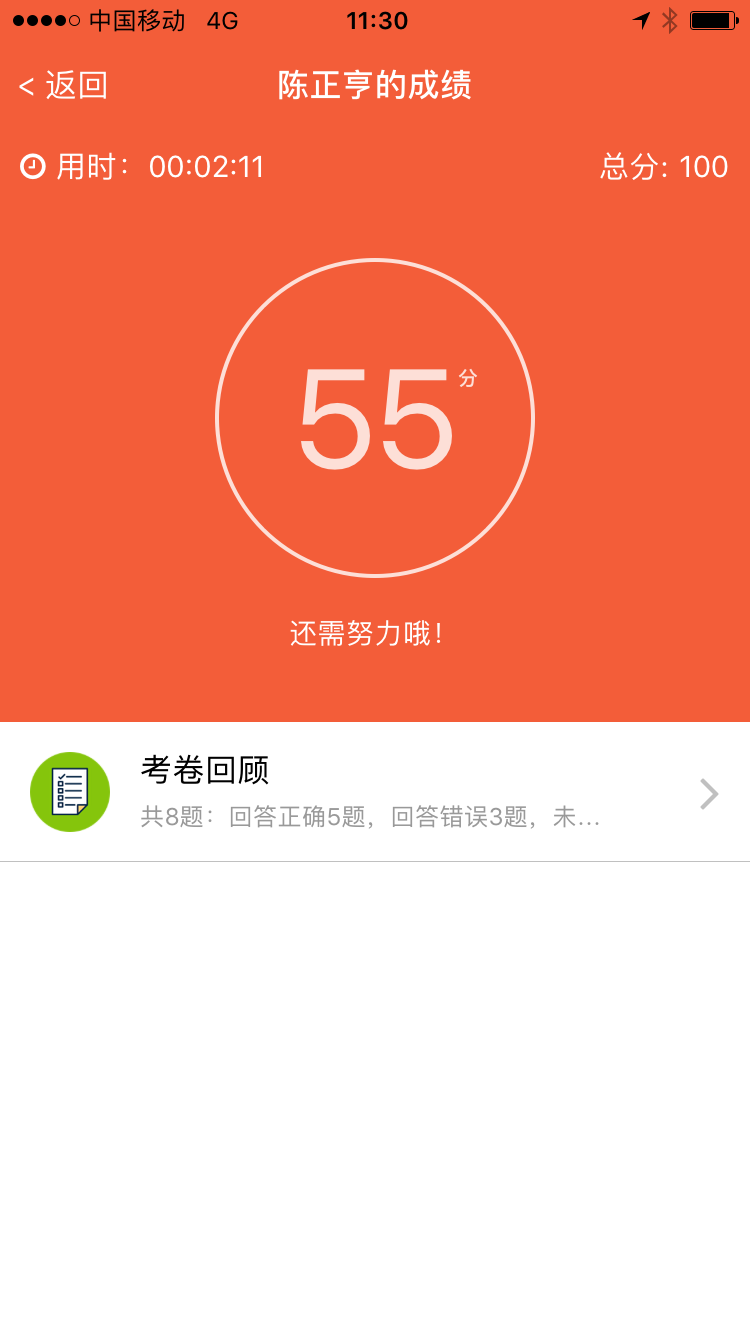 中国移动 4G 11:30
< 返回 陈正亨的成绩
用时：00:02:11 总分: 100
55分
还需努力哦！
考卷回顾
共8题：回答正确5题，回答错误3题，未...